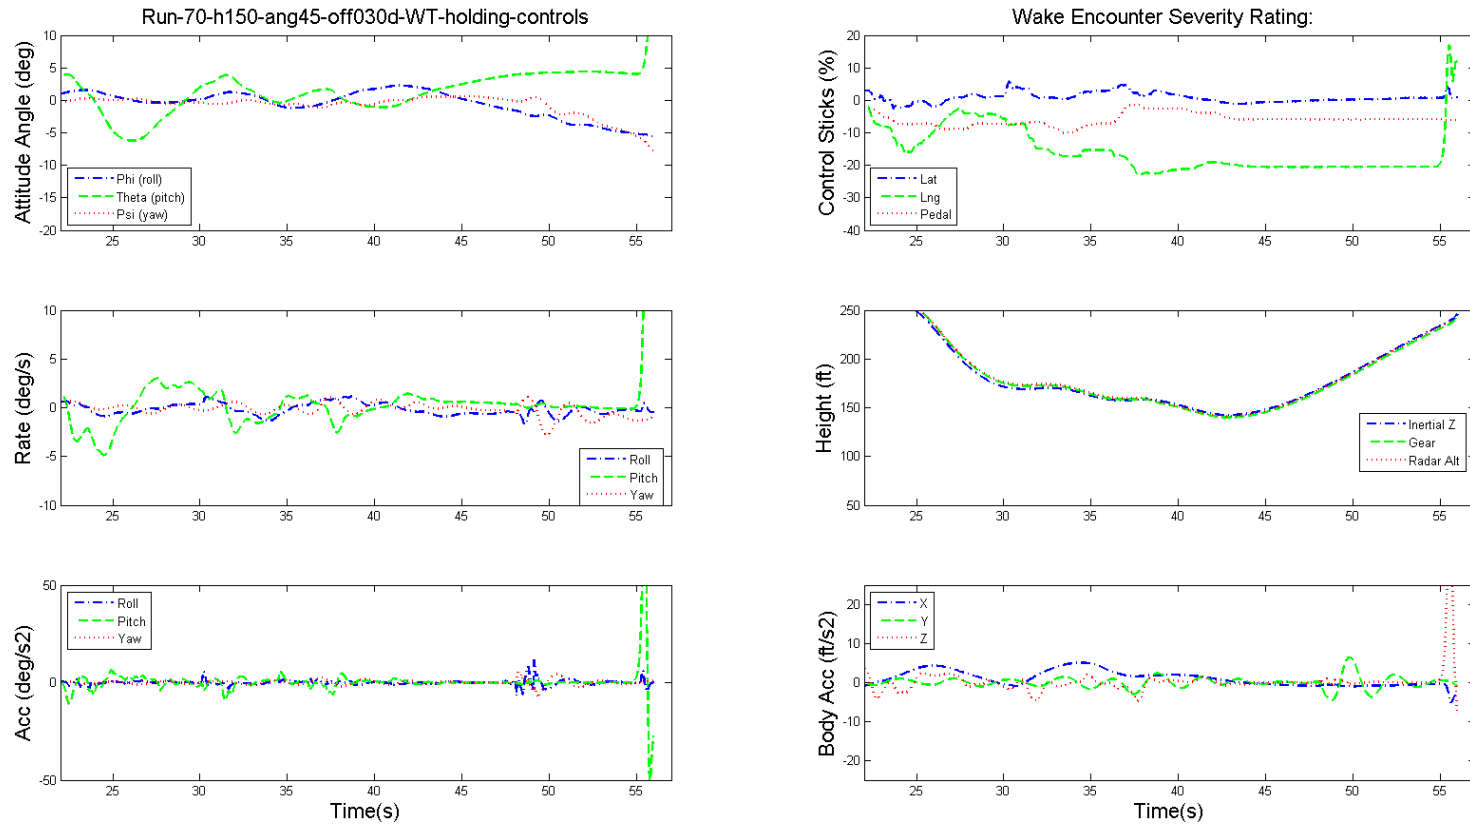 Run-70-h150-ang45-off030d-WT-holding-controls
Attitude Angle (deg)
10
5
0
-5
-10
-15
-20
25 30 35 40 45 50 55
Phi (roll)
Theta (pitch)
Psi (yaw)
Wake Encounter Severity Rating:
Control Sticks (%)
20
10
0
-10
-20
-30
-40
25 30 35 40 45 50 55
Lat
Lng
Pedal
Rate (deg/s)
10
5
0
-5
-10
25 30 35 40 45 50 55
Roll
Pitch
Yaw
Height (ft)
250
200
150
100
50
25 30 35 40 45 50 55
Inertial Z
Gear
Radar Alt
Acc (deg/s2)
50
0
-50
25 30 35 40 45 50 55
Roll
Pitch
Yaw
Time(s)
Body Acc (ft/s2)
20
10
0
-10
-20
25 30 35 40 45 50 55
X
Y
Z
Time(s)